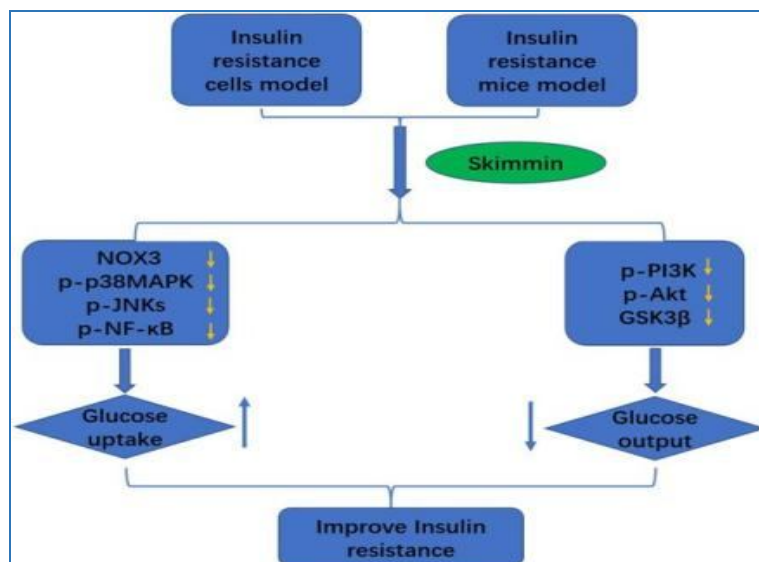 Insulin
resistance
cells model
Insulin
resistance
mice model
Skimmin
NOX3 ↓
p-p38MAPK ↓
p-JNKs ↓
p-NF-κB ↓
p-PI3K ↓
p-Akt ↓
GSK3β ↓
Glucose
uptake
Glucose
output
Improve Insulin
resistance